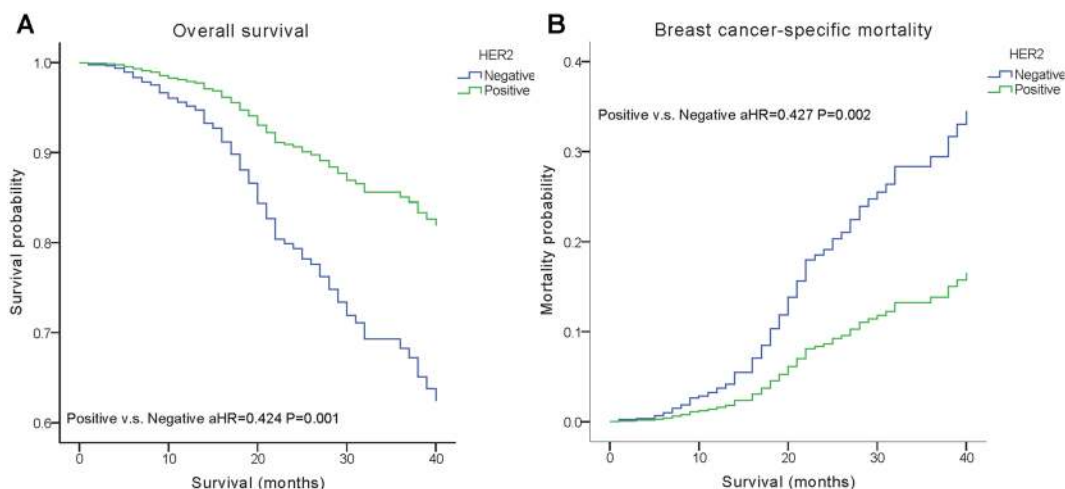 A
Overall survival
HER2
Negative
Positive
1.0
0.9
0.8
0.7
0.6
Survival probability
Positive v.s. Negative aHR=0.424 P=0.001
0 10 20 30 40
Survival (months)
B
Breast cancer-specific mortality
HER2
Negative
Positive
0.4
0.3
0.2
0.1
0.0
Mortality probability
Positive v.s. Negative aHR=0.427 P=0.002
0 10 20 30 40
Survival (months)